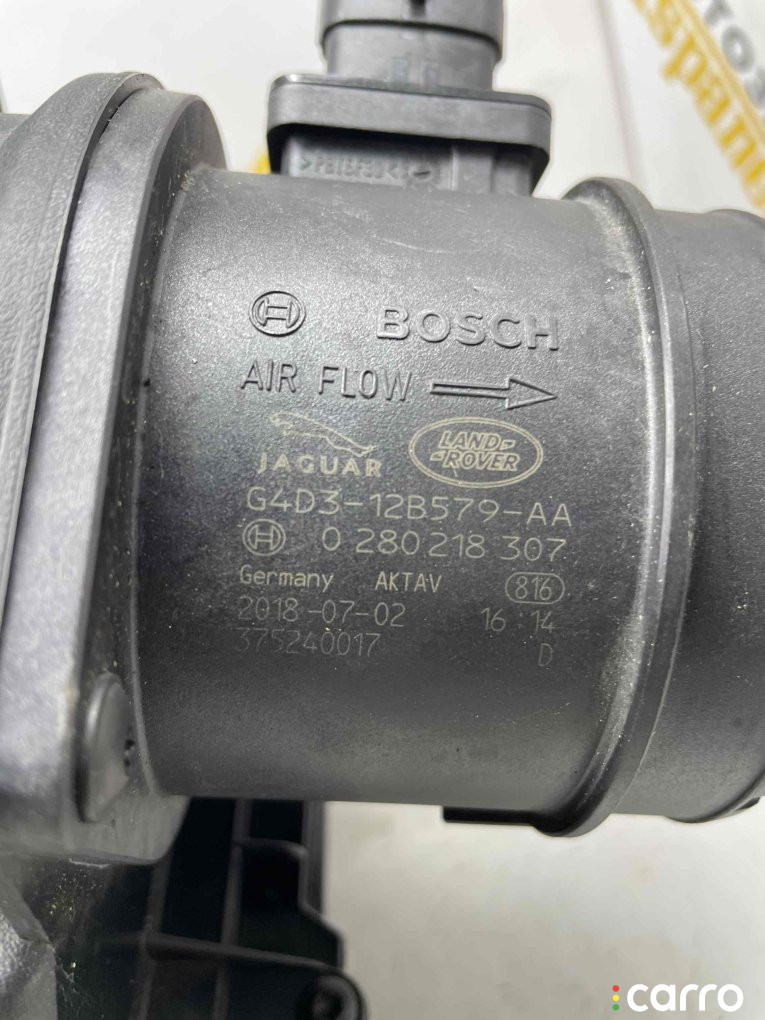 BOSCH
AIR FLOW
JAGUAR
LAND-
-ROVER
G4D3-12B579-AA
0 280 218 307
Germany AKTAV 816
2018-07-02 16:14
375240017 D
carro